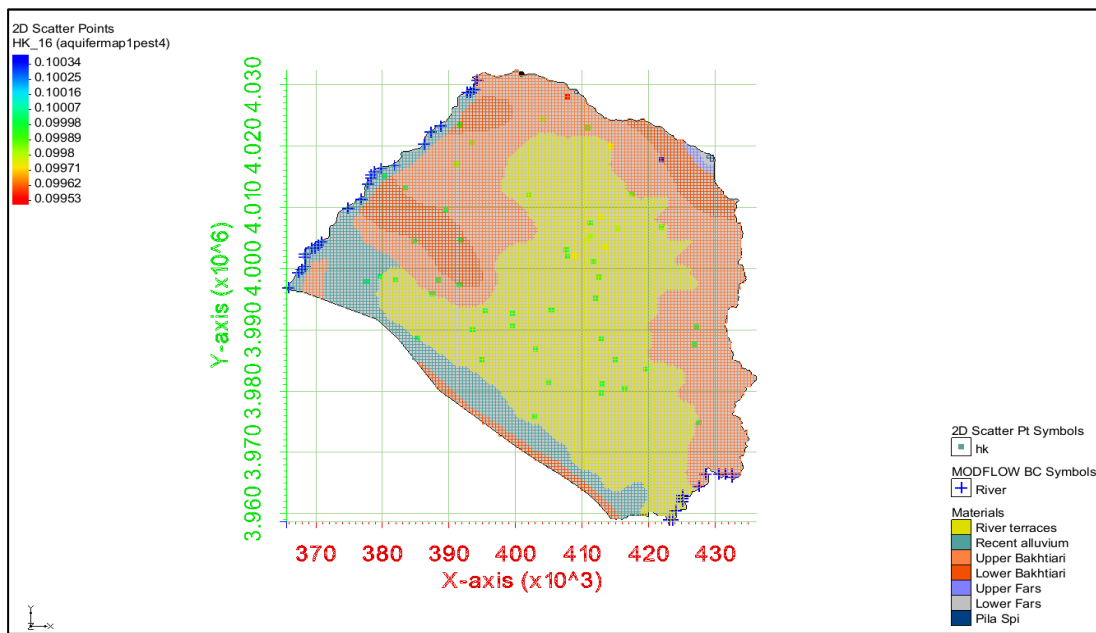 2D Scatter Points
HK_16 (aquifermap1pest4)
0.10034
0.10025
0.10016
0.10007
0.09998
0.09989
0.0998
0.09971
0.09962
0.09953
Y-axis (x10^6)
4.030
4.020
4.010
4.000
3.990
3.980
3.970
3.960
370 380 390 400 410 420 430
X-axis (x10^3)
2D Scatter Pt Symbols
hk
MODFLOW BC Symbols
River
Materials
River terraces
Recent alluvium
Upper Bakhtiari
Lower Bakhtiari
Upper Fars
Lower Fars
Pila Spi
Y
Z X